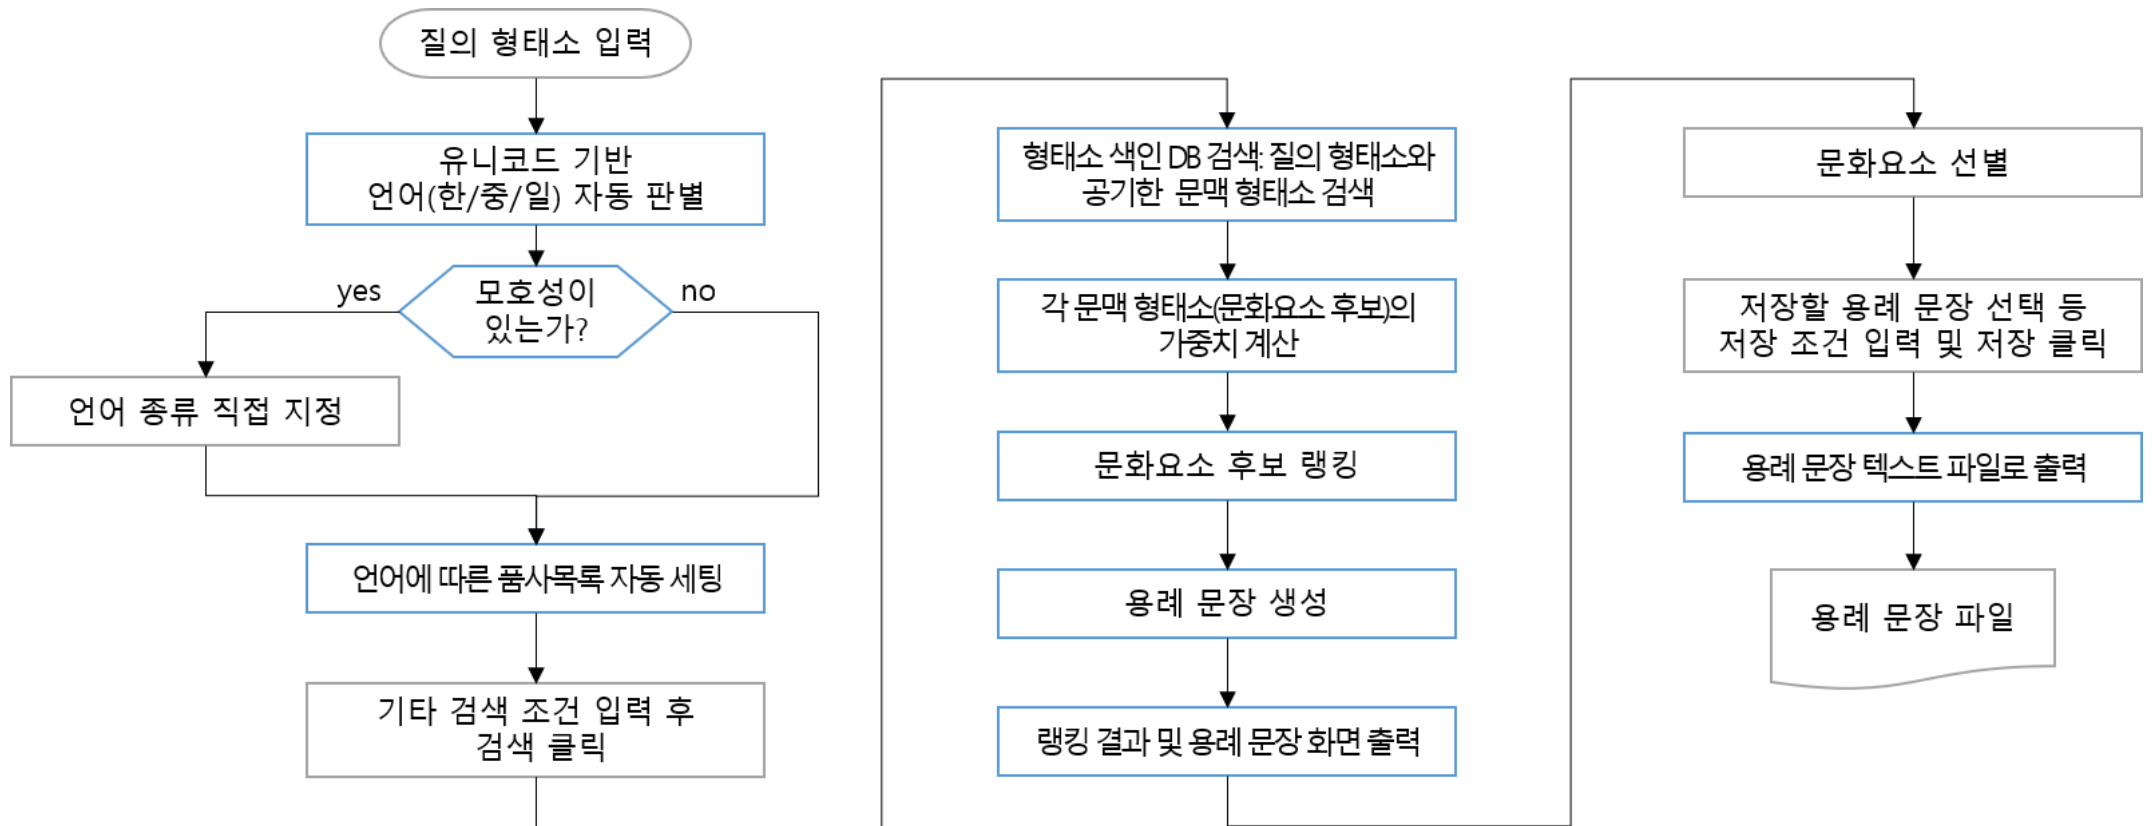 질의 형태소 입력
유니코드 기반
언어(한/중/일) 자동 판별
모호성이
있는가?
yes
no
언어 종류 직접 지정
언어에 따른 품사목록 자동 세팅
기타 검색 조건 입력 후
검색 클릭
형태소 색인 DB 검색: 질의 형태소와
공기한 문맥 형태소 검색
각 문맥 형태소(문화요소 후보)의
가중치 계산
문화요소 후보 랭킹
용례 문장 생성
랭킹 결과 및 용례 문장 화면 출력
문화요소 선별
저장할 용례 문장 선택 등
저장 조건 입력 및 저장 클릭
용례 문장 텍스트 파일로 출력
용례 문장 파일